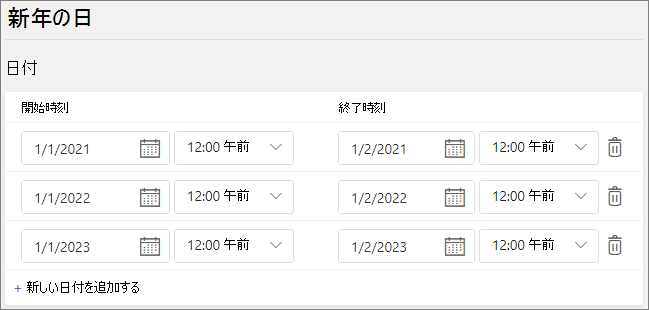 新年の日
日付
開始時刻 終了時刻
1/1/2021 12:00 午前 1/2/2021 12:00 午前
1/1/2022 12:00 午前 1/2/2022 12:00 午前
1/1/2023 12:00 午前 1/2/2023 12:00 午前
+ 新しい日付を追加する